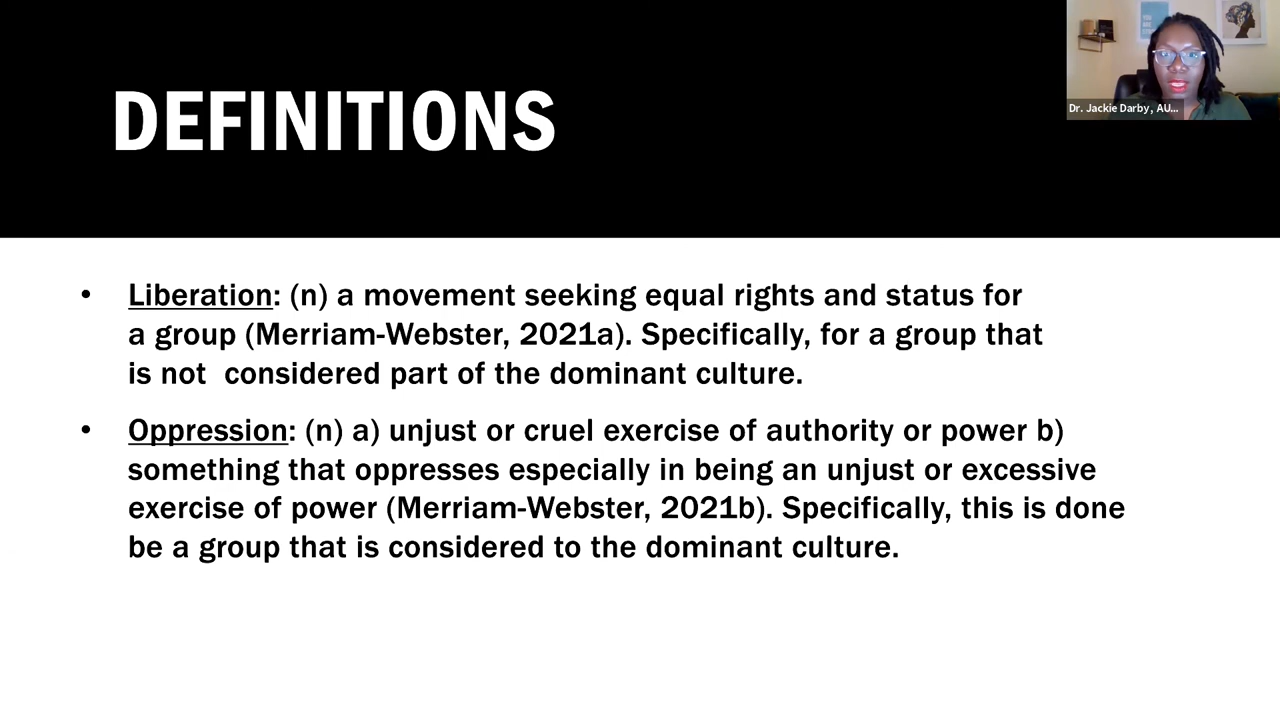 DEFINITIONS
Dr. Jackie Darby, AU...
• Liberation: (n) a movement seeking equal rights and status for
a group (Merriam-Webster, 2021a). Specifically, for a group that
is not  considered part of the dominant culture.
• Oppression: (n) a) unjust or cruel exercise of authority or power b)
something that oppresses especially in being an unjust or excessive
exercise of power (Merriam-Webster, 2021b). Specifically, this is done
be a group that is considered to the dominant culture.